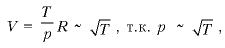 V = T/p R ~ √T , т.к. p ~ √T ,